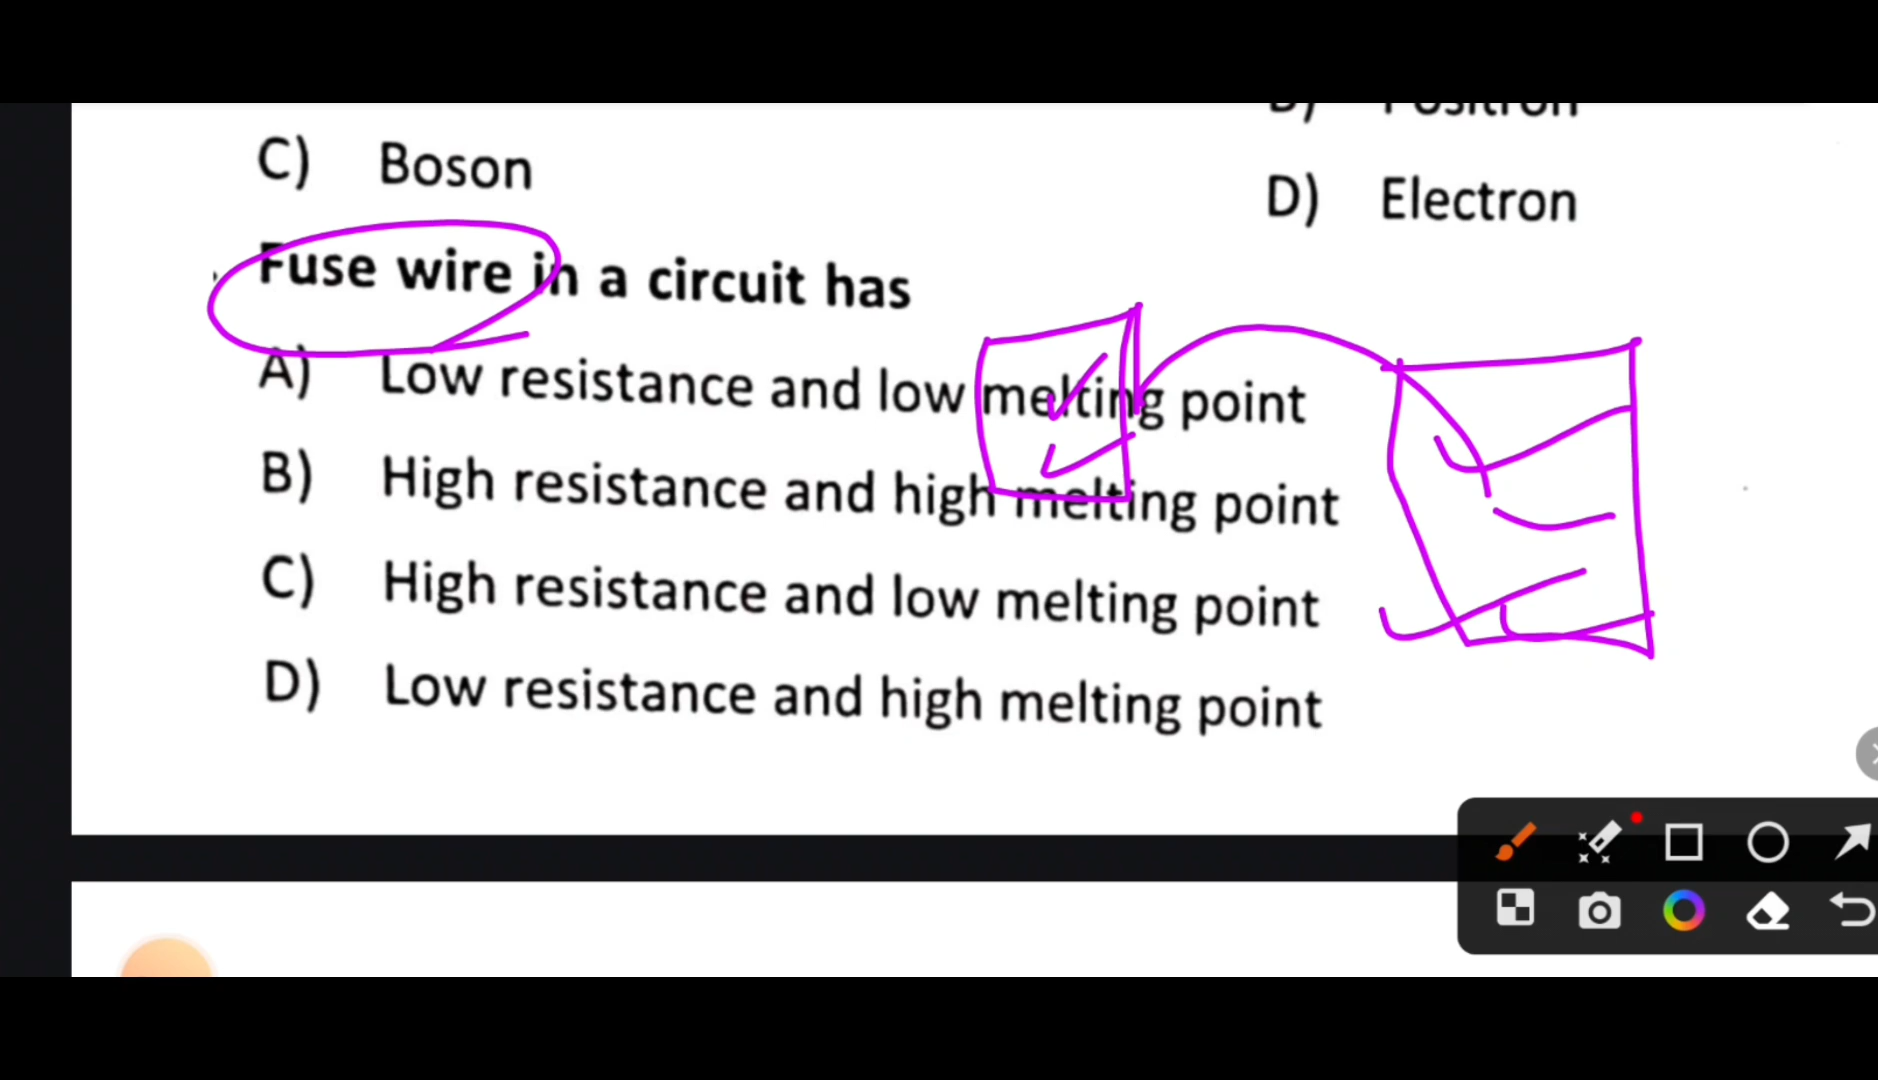 B) Positron
C) Boson
D) Electron
Fuse wire in a circuit has
A) Low resistance and low melting point
B) High resistance and high melting point
C) High resistance and low melting point
D) Low resistance and high melting point